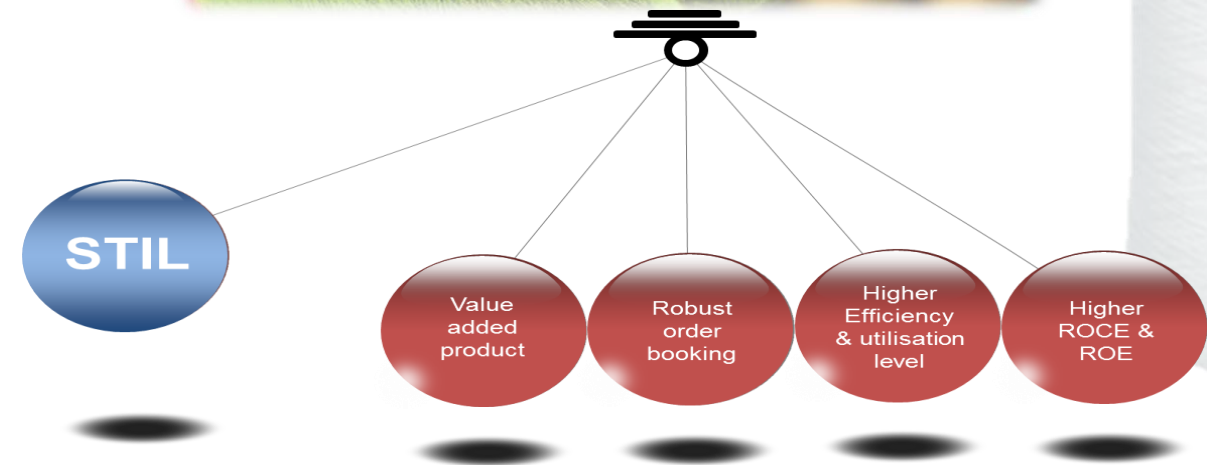 STIL
Value
added
product
Robust
order
booking
Higher
Efficiency
& utilisation
level
Higher
ROCE &
ROE